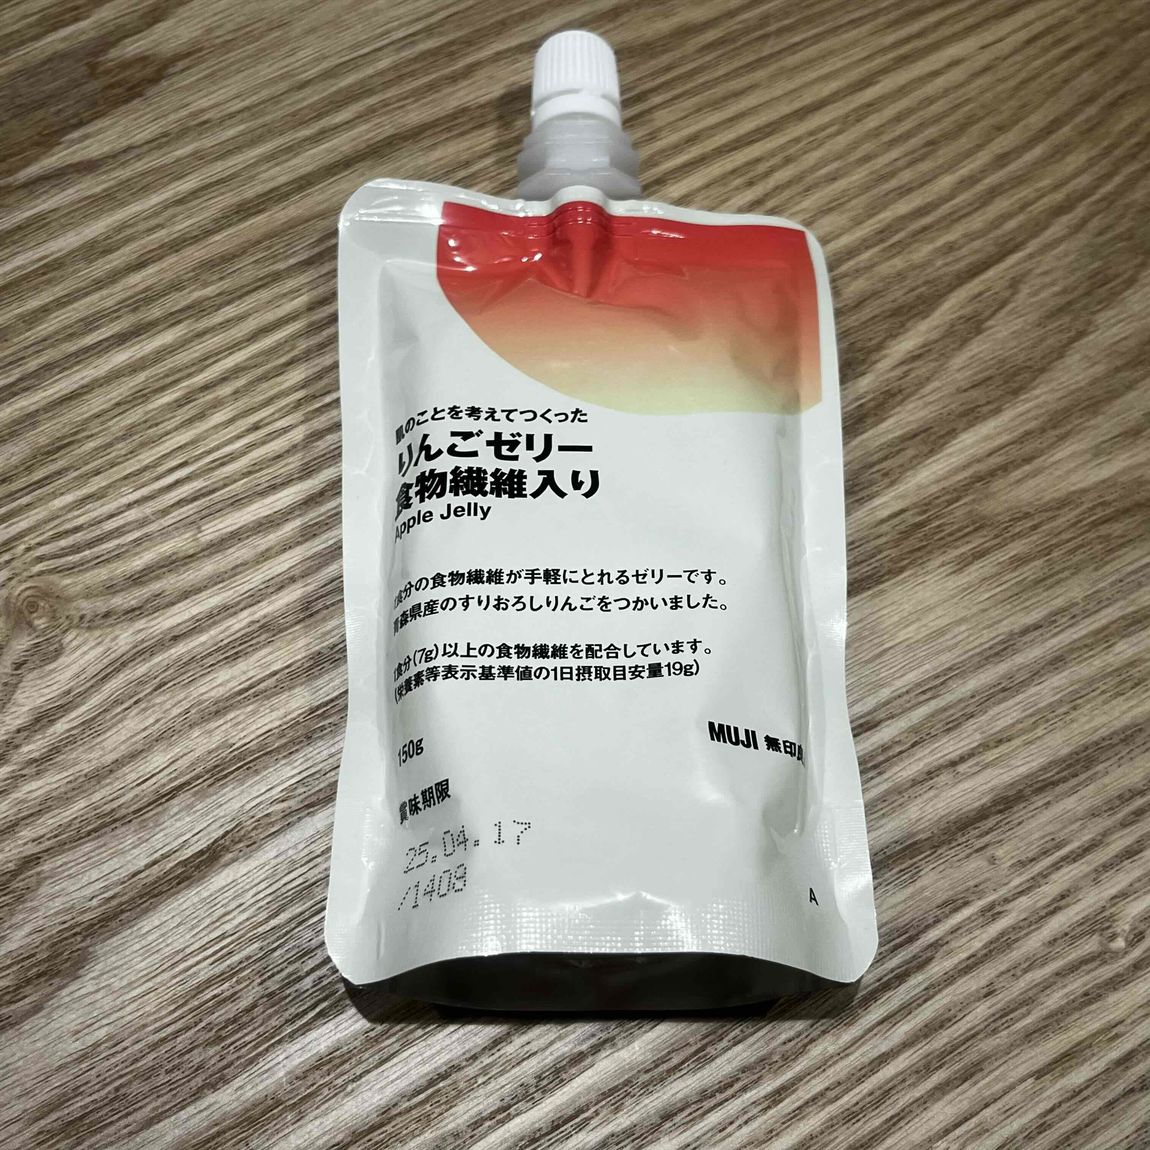 肌のことを考えてつくった
りんごゼリー
食物繊維入り
Apple Jelly
食分の食物繊維が手軽にとれるゼリーです。
青森県産のすりおろしりんごをつかいました。
食分(7g)以上の食物繊維を配合しています。
(栄養素等表示基準値の1日摂取目安量19g)
MUJI 無印良
150g
賞味期限
25.04.17
/1408
A